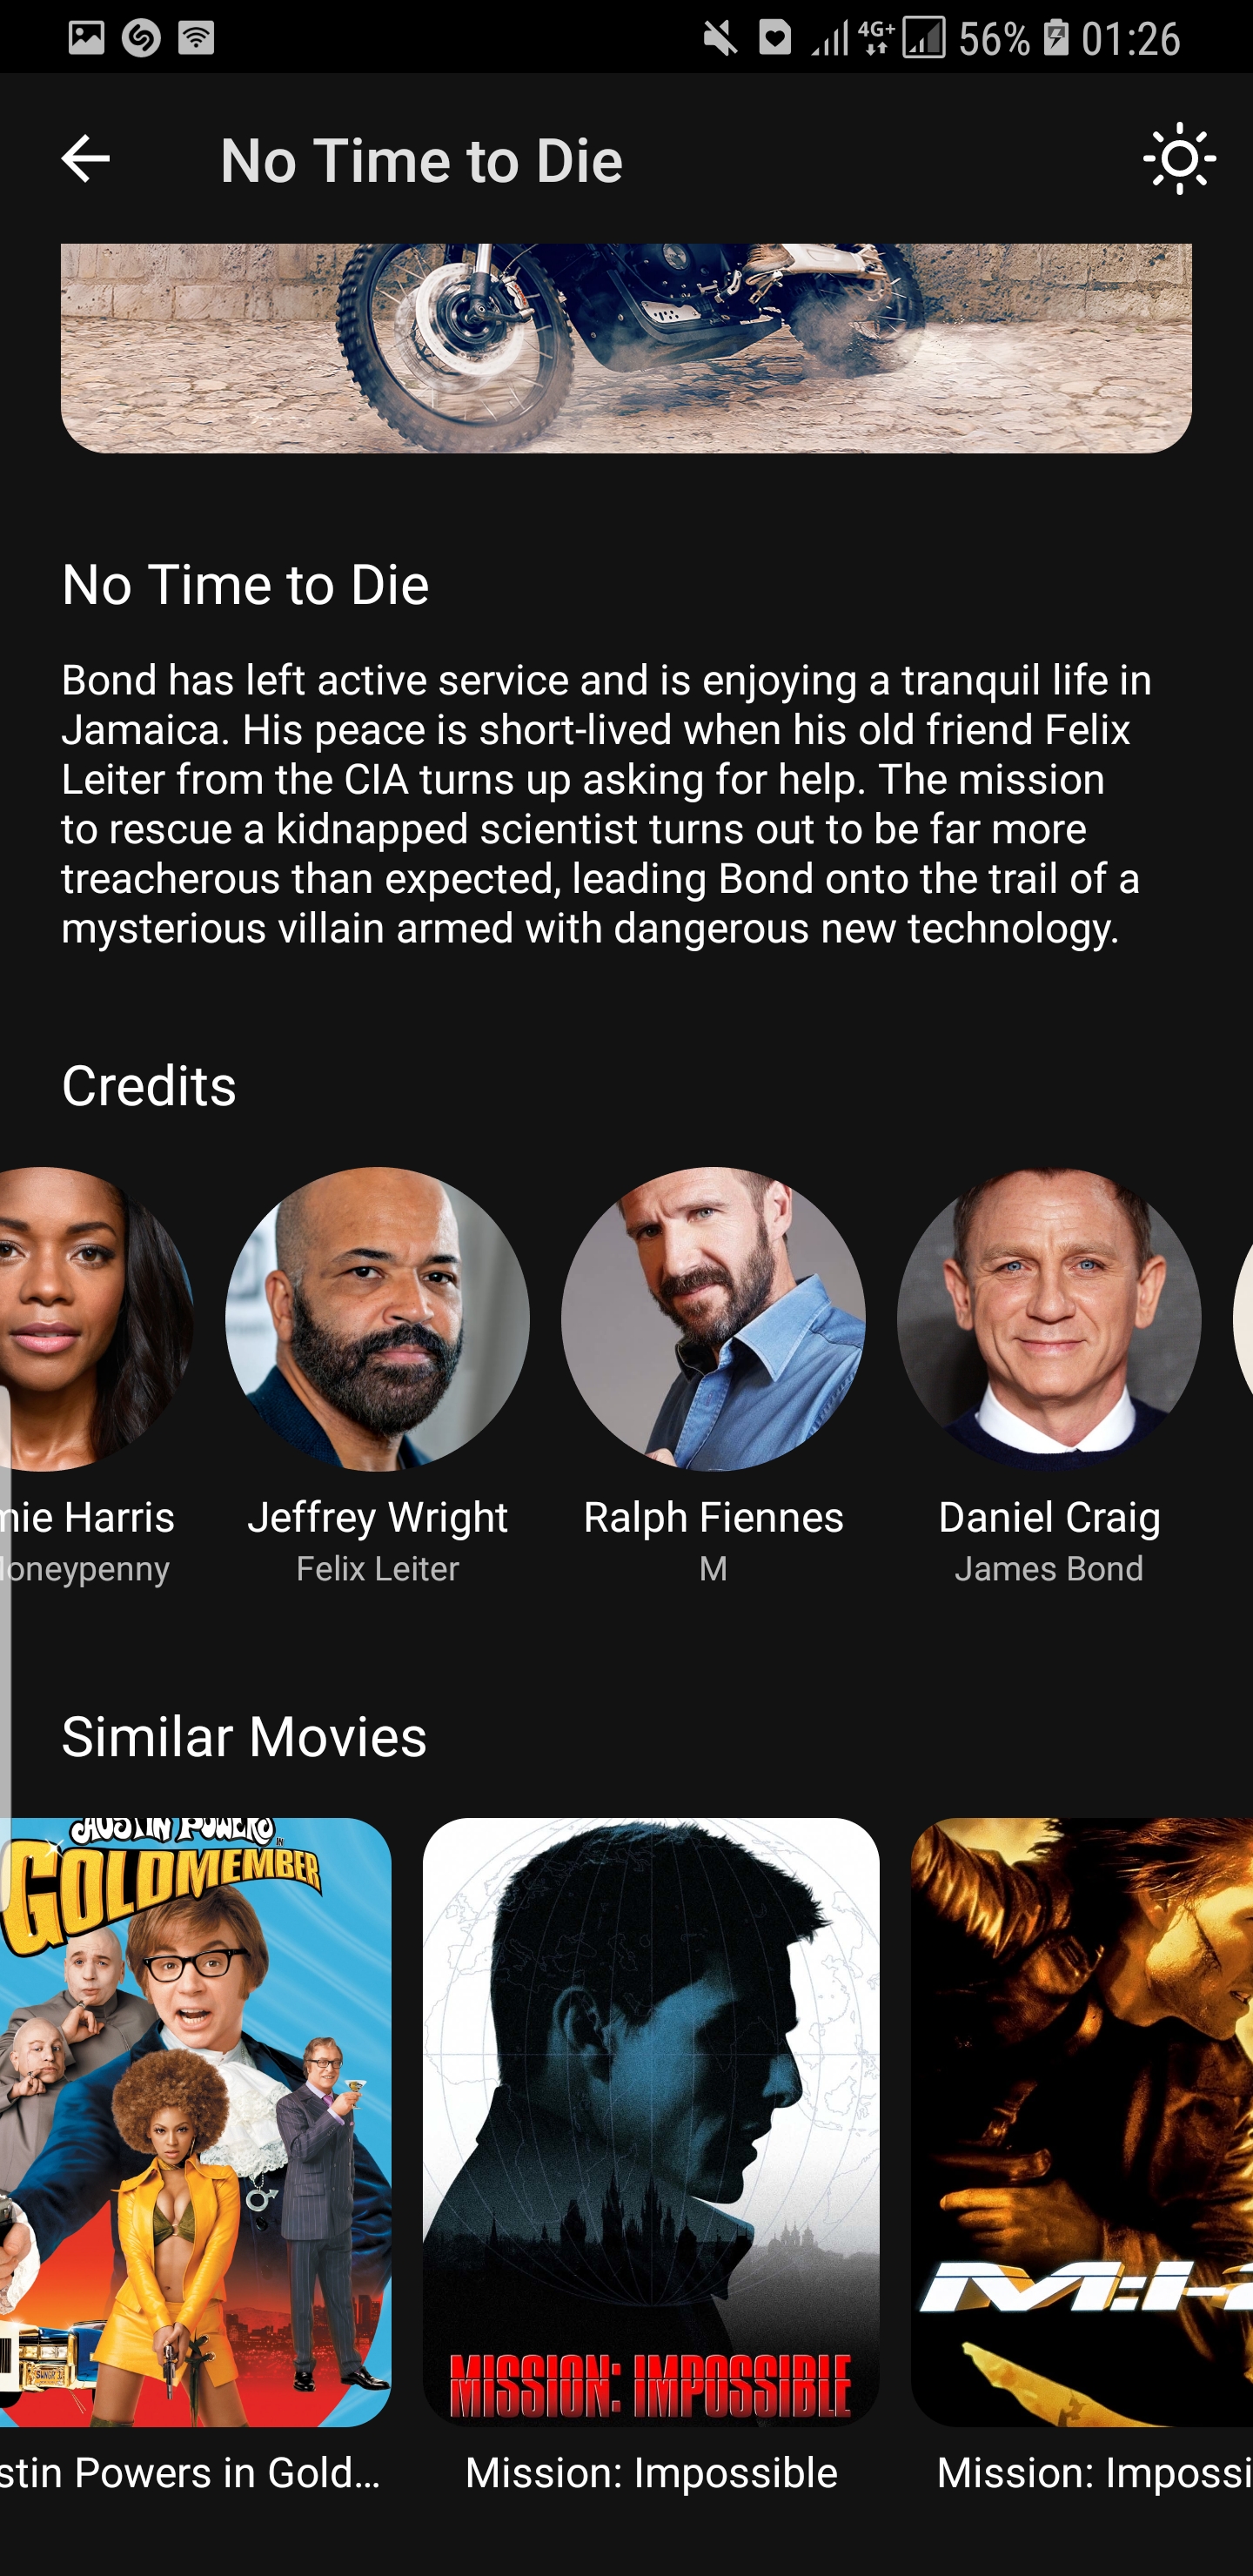 4G+ 56% 01:26
No Time to Die
No Time to Die
Bond has left active service and is enjoying a tranquil life in
Jamaica. His peace is short-lived when his old friend Felix
Leiter from the CIA turns up asking for help. The mission
to rescue a kidnapped scientist turns out to be far more
treacherous than expected, leading Bond onto the trail of a
mysterious villain armed with dangerous new technology.
Credits
mie Harris
oneypenny
Jeffrey Wright
Felix Leiter
Ralph Fiennes
M
Daniel Craig
James Bond
Similar Movies
AUSTIN POWERS
IN
GOLDMEMBER
MISSION: IMPOSSIBLE
M:I-2
stin Powers in Gold...
Mission: Impossible
Mission: Impossi